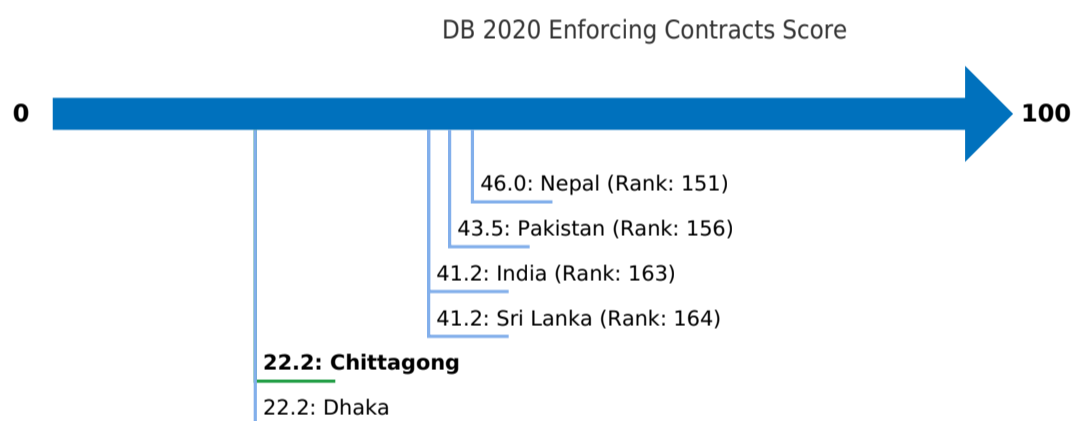 DB 2020 Enforcing Contracts Score
0
100
46.0: Nepal (Rank: 151)
43.5: Pakistan (Rank: 156)
41.2: India (Rank: 163)
41.2: Sri Lanka (Rank: 164)
22.2: Chittagong
22.2: Dhaka